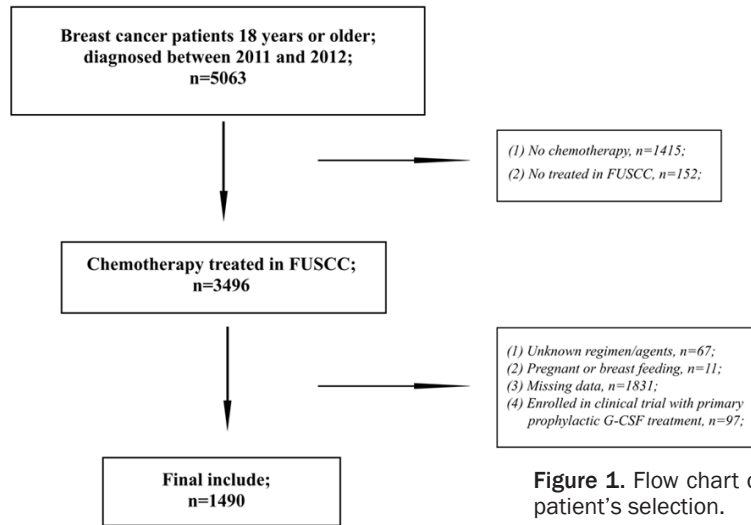 Breast cancer patients 18 years or older;
diagnosed between 2011 and 2012;
n=5063
(1) No chemotherapy, n=1415;
(2) No treated in FUSCC, n=152;
Chemotherapy treated in FUSCC;
n=3496
(1) Unknown regimen/agents, n=67;
(2) Pregnant or breast feeding, n=11;
(3) Missing data, n=1831;
(4) Enrolled in clinical trial with primary
prophylactic G-CSF treatment, n=97;
Final include;
n=1490
Figure 1. Flow chart
patient's selection.